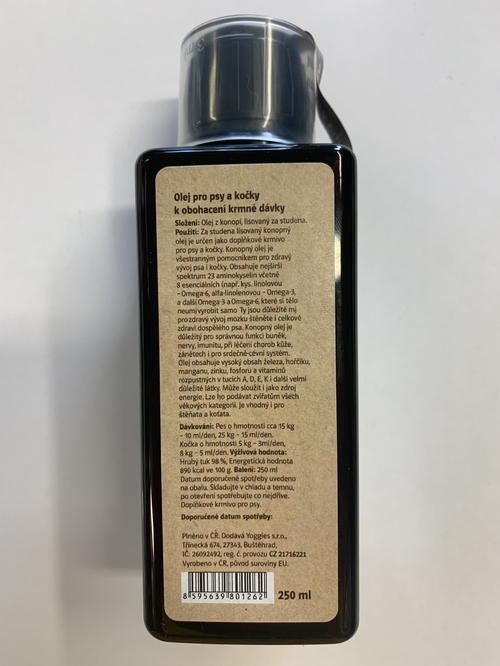 Olej pro psy a kočky
k obohacení krmné dávky
Složení: Olej z konopí, lisovaný za studena.
Použití: Za studena lisovaný konopný
olej je určen jako doplňkové krmivo
pro psy a kočky. Konopný olej je
všestranným pomocníkem pro zdravý
vývoj psa i kočky. Obsahuje nejširší
spektrum 23 aminokyselin včetně
8 esenciálních (např. kys. linolovou
– Omega-6, alfa-linolenovou – Omega-3,
a další Omega-3 a Omega-6, které si tělo
neumí vyrobit samo Ty jsou důležité mj
pro zdravý vývoj mozku štěněte i celkové
zdraví dospělého psa. Konopný olej je
důležitý pro správnou funkci buněk,
nervy, imunitu, při léčení chorob kůže,
zánětech i pro srdečně-cévní systém.
Olej obsahuje vysoký obsah železa, hořčíku,
manganu, zinku, fosforu a vitamínů
rozpustných v tucích A, D, E, K i další velmi
důležité látky. Může sloužit i jako zdroj
energie. Lze ho podávat zvířatům všech
věkových kategorií. Je vhodný i pro
štěňata a koťata.
Dávkování: Pes o hmotnosti cca 15 kg
– 10 ml/den, 25 kg – 15 ml/den.
Kočka o hmotnosti 5 kg – 3ml/den,
8 kg – 5 ml/den. Výživová hodnota:
Hrubý tuk 98 %, Energetická hodnota
890 kcal ve 100 g. Balení: 250 ml
Datum doporučené spotřeby uvedeno
na obalu. Skladujte v chladu a temnu,
po otevření spotřebujte co nejdříve.
Doplňkové krmivo pro psy.
Doporučené datum spotřeby:
Plněno v ČR. Dodává Yoggies s.r.o.,
Třinecká 674, 27343, Buštěhrad,
IČ: 26092492, reg. č. provozu CZ 21716221
Vyrobeno v ČR, původ suroviny EU.
8 595639 801262
250 ml